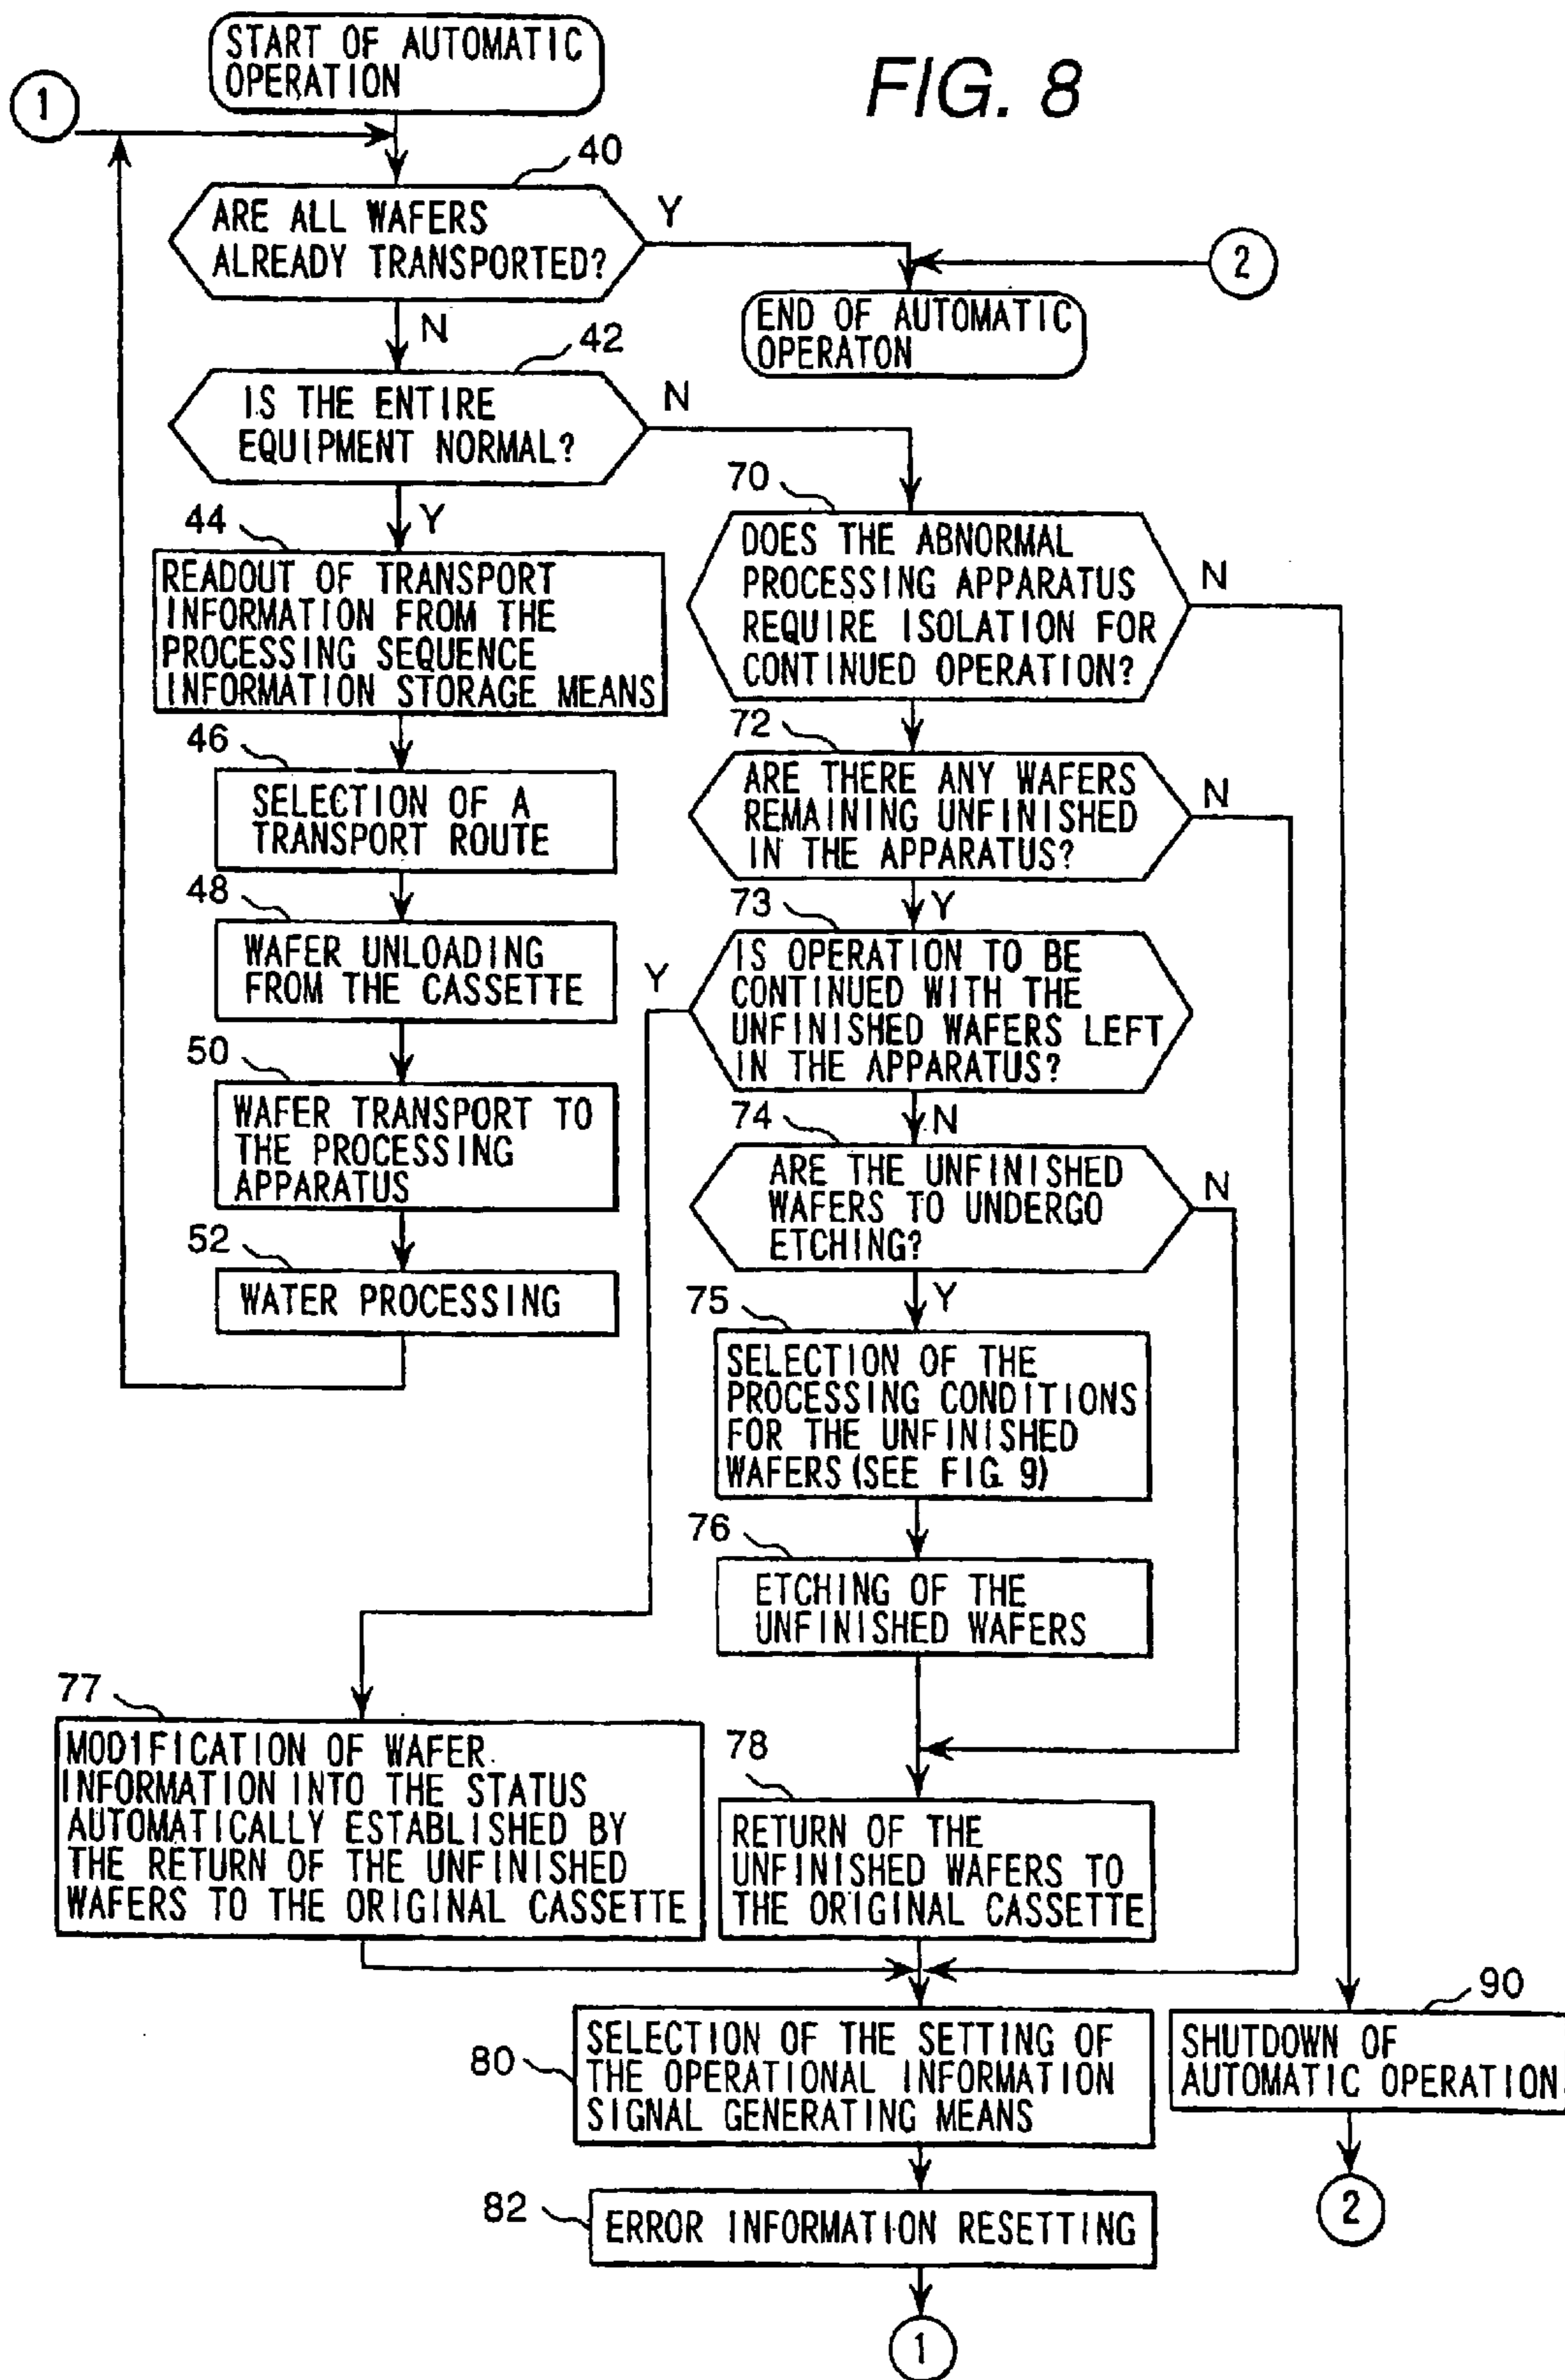 FIG. 8
START OF AUTOMATIC
OPERATION
1
40
ARE ALL WAFERS
ALREADY TRANSPORTED?
Y
N
2
END OF AUTOMATIC
OPERATON
42
IS THE ENTIRE
EQUIPMENT NORMAL?
N
Y
44
READOUT OF TRANSPORT
INFORMATION FROM THE
PROCESSING SEQUENCE
INFORMATION STORAGE MEANS
46
SELECTION OF A
TRANSPORT ROUTE
48
WAFER UNLOADING
FROM THE CASSETTE
50
WAFER TRANSPORT TO
THE PROCESSING
APPARATUS
52
WATER PROCESSING
70
DOES THE ABNORMAL
PROCESSING APPARATUS
REQUIRE ISOLATION FOR
CONTINUED OPERATION?
N
72
ARE THERE ANY WAFERS
REMAINING UNFINISHED
IN THE APPARATUS?
N
Y
73
IS OPERATION TO BE
CONTINUED WITH THE
UNFINISHED WAFERS LEFT
IN THE APPARATUS?
Y
N
74
ARE THE UNFINISHED
WAFERS TO UNDERGO
ETCHING?
N
Y
75
SELECTION OF THE
PROCESSING CONDITIONS
FOR THE UNFINISHED
WAFERS (SEE FIG. 9)
76
ETCHING OF THE
UNFINISHED WAFERS
77
MODIFICATION OF WAFER
INFORMATION INTO THE STATUS
AUTOMATICALLY ESTABLISHED BY
THE RETURN OF THE UNFINISHED
WAFERS TO THE ORIGINAL CASSETTE
78
RETURN OF THE
UNFINISHED WAFERS TO
THE ORIGINAL CASSETTE
80
SELECTION OF THE SETTING OF
THE OPERATIONAL INFORMATION
SIGNAL GENERATING MEANS
90
SHUTDOWN OF
AUTOMATIC OPERATION.
2
82
ERROR INFORMATION RESETTING
1